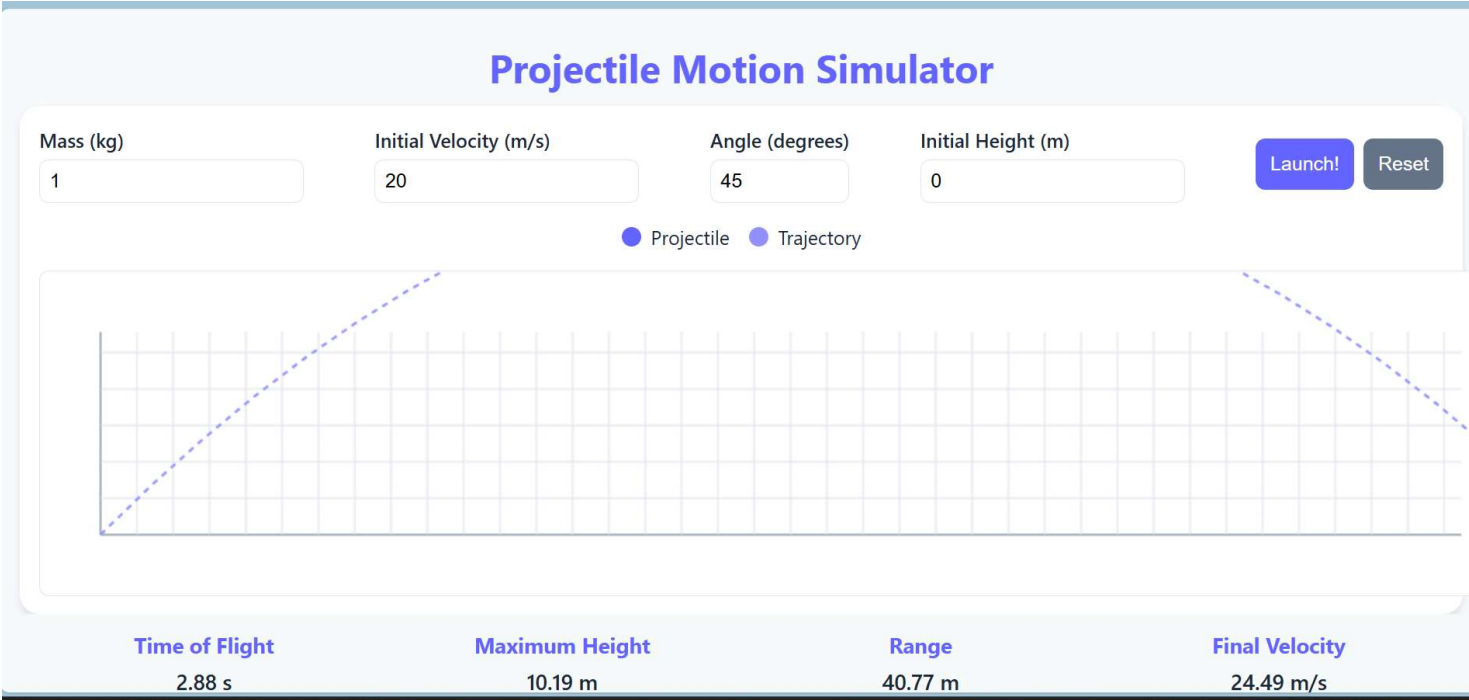 Projectile Motion Simulator
Mass (kg) Initial Velocity (m/s) Angle (degrees) Initial Height (m)
1 20 45 0 Launch! Reset
Projectile Trajectory
Time of Flight Maximum Height Range Final Velocity
2.88 s 10.19 m 40.77 m 24.49 m/s